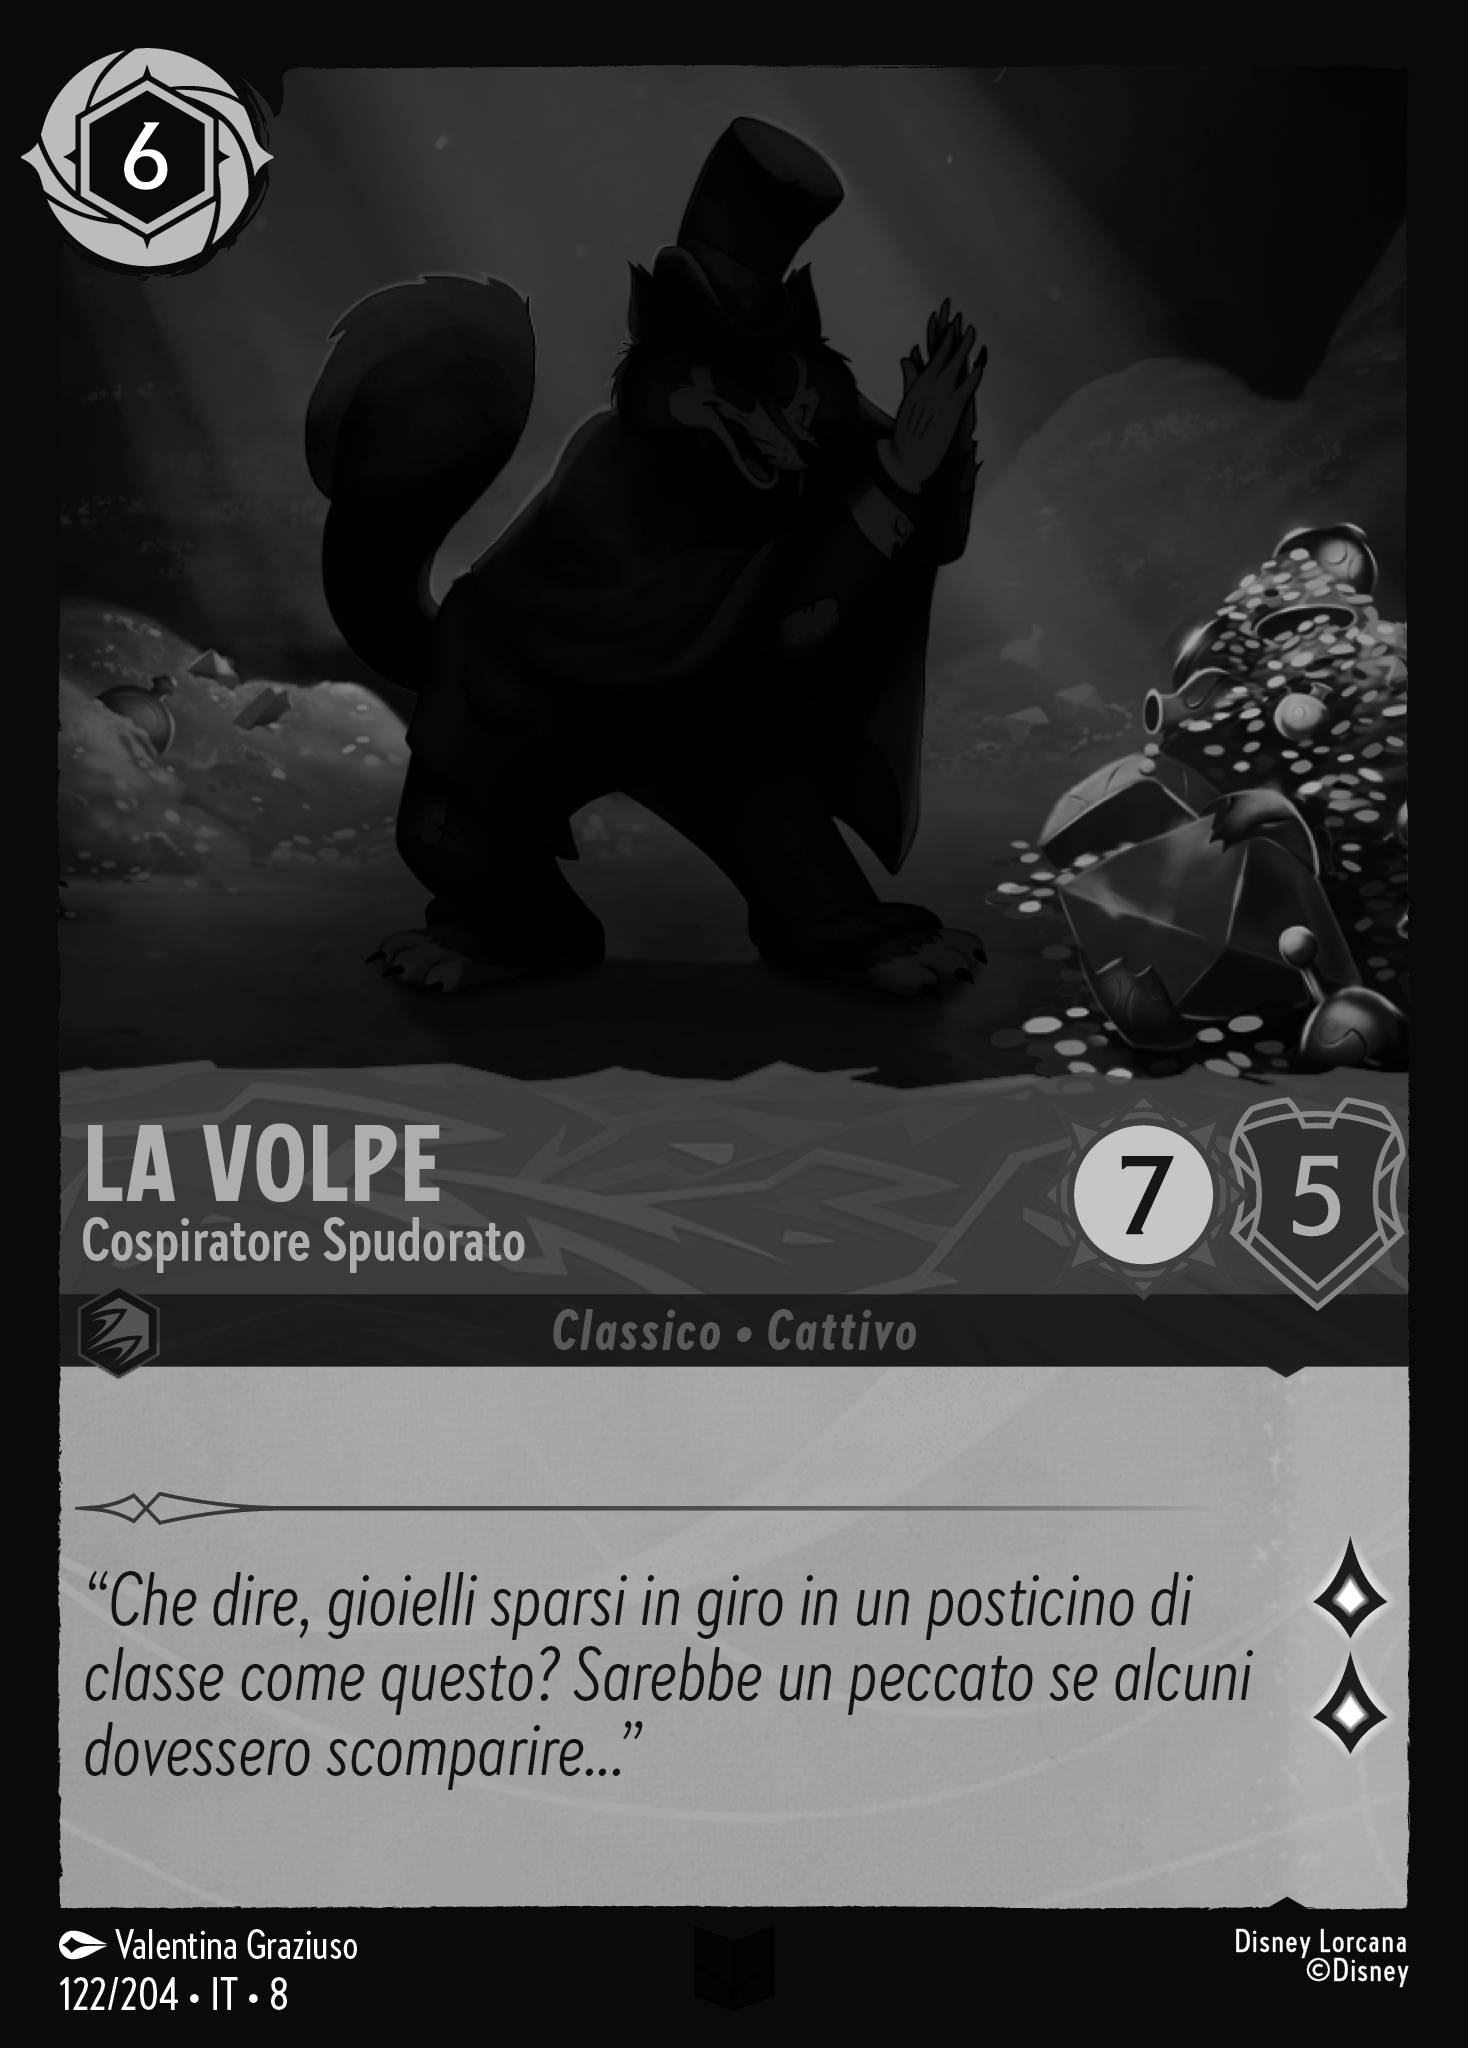 6
LA VOLPE
Cospiratore Spudorato
7
5
Classico • Cattivo
“Che dire, gioielli sparsi in giro in un posticino di
classe come questo? Sarebbe un peccato se alcuni
dovessero scomparire...”
Valentina Graziuso
122/204 • IT • 8
Disney Lorcana
©Disney